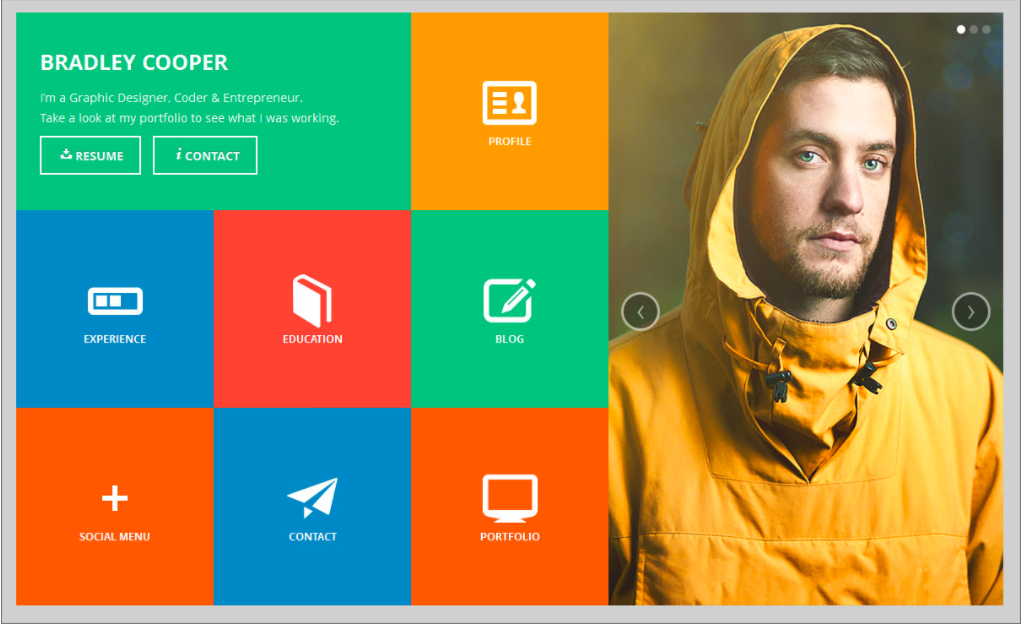 BRADLEY COOPER
I'm a Graphic Designer, Coder & Entrepreneur.
Take a look at my portfolio to see what I was working.
RESUME
CONTACT
PROFILE
EXPERIENCE
EDUCATION
BLOG
SOCIAL MENU
CONTACT
PORTFOLIO